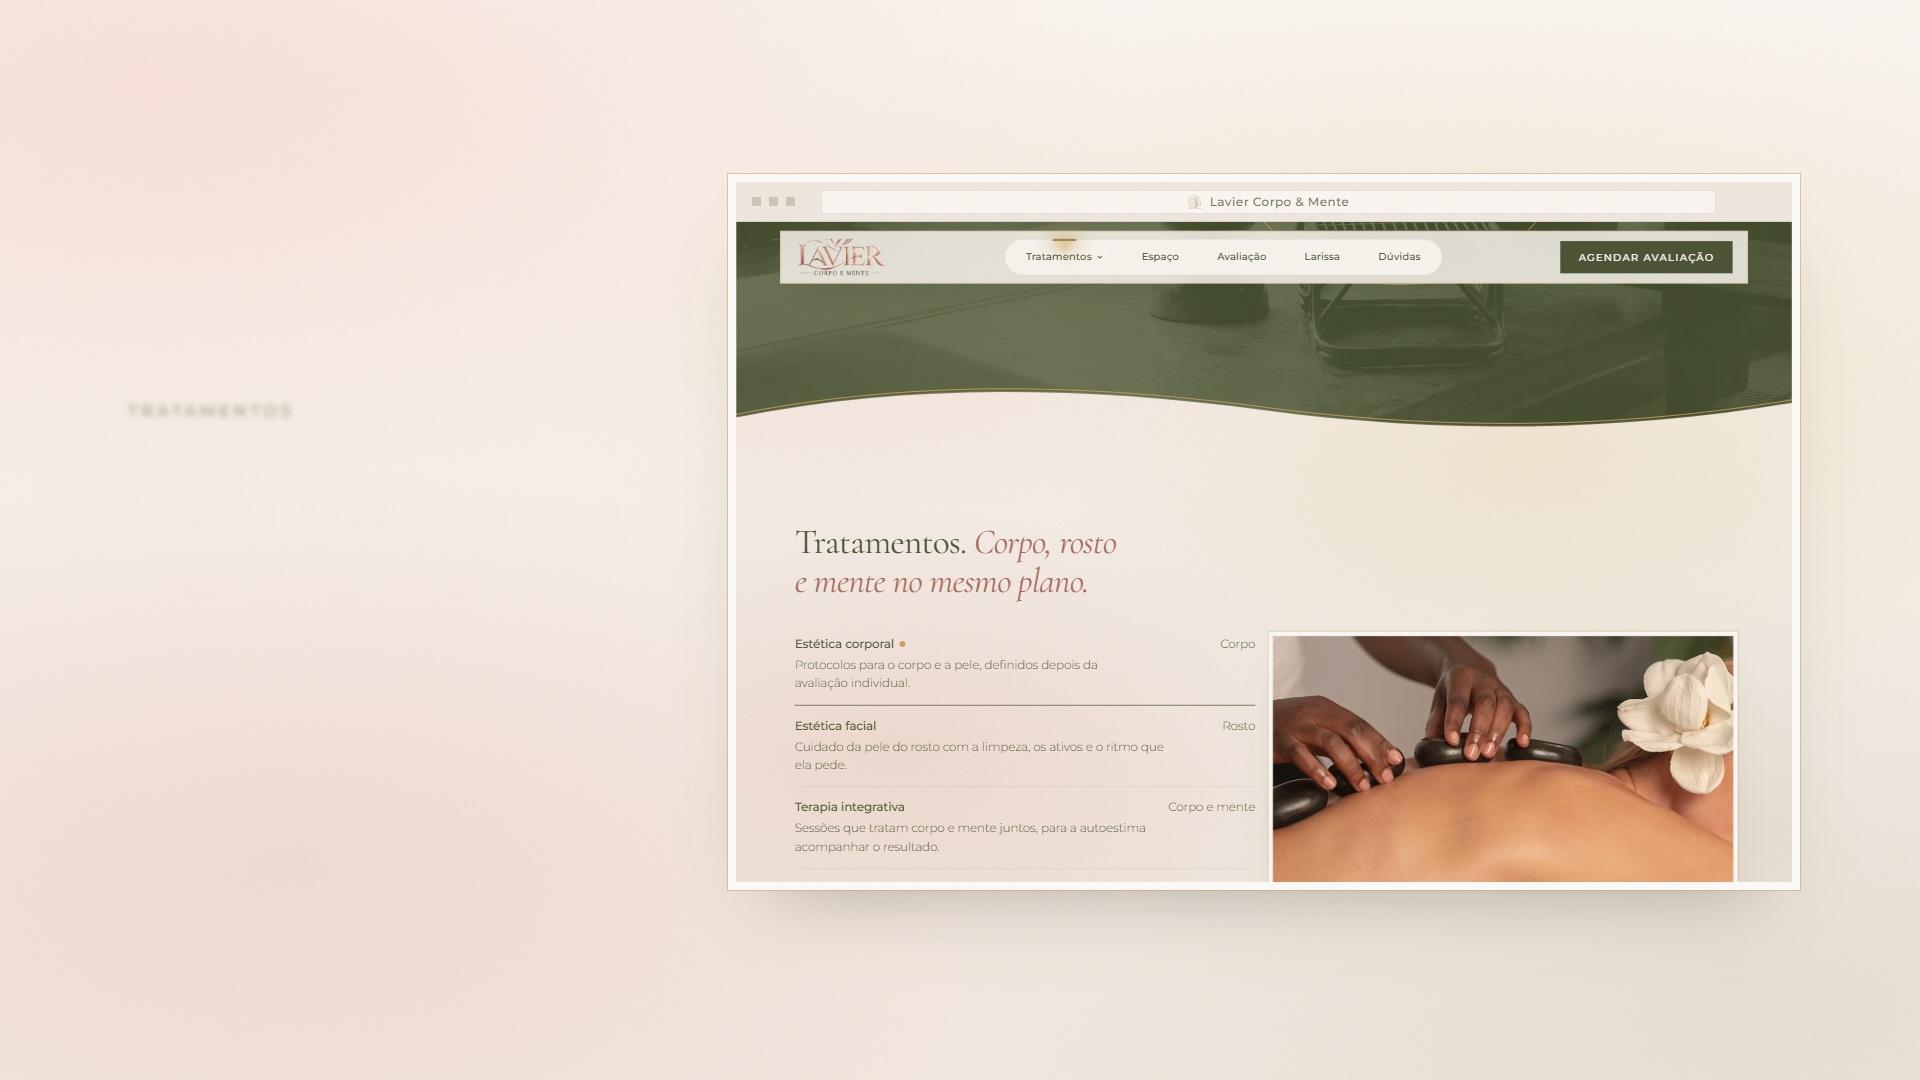 TRATAMENTOS
Lavier Corpo & Mente
LAVIER
CORPO E MENTE
Tratamentos
Espaço
Avaliação
Larissa
Dúvidas
AGENDAR AVALIAÇÃO
Tratamentos. Corpo, rosto
e mente no mesmo plano.
Estética corporal
Corpo
Protocolos para o corpo e a pele, definidos depois da
avaliação individual.
Estética facial
Rosto
Cuidado da pele do rosto com a limpeza, os ativos e o ritmo que
ela pede.
Terapia integrativa
Corpo e mente
Sessões que tratam corpo e mente juntos, para a autoestima
acompanhar o resultado.